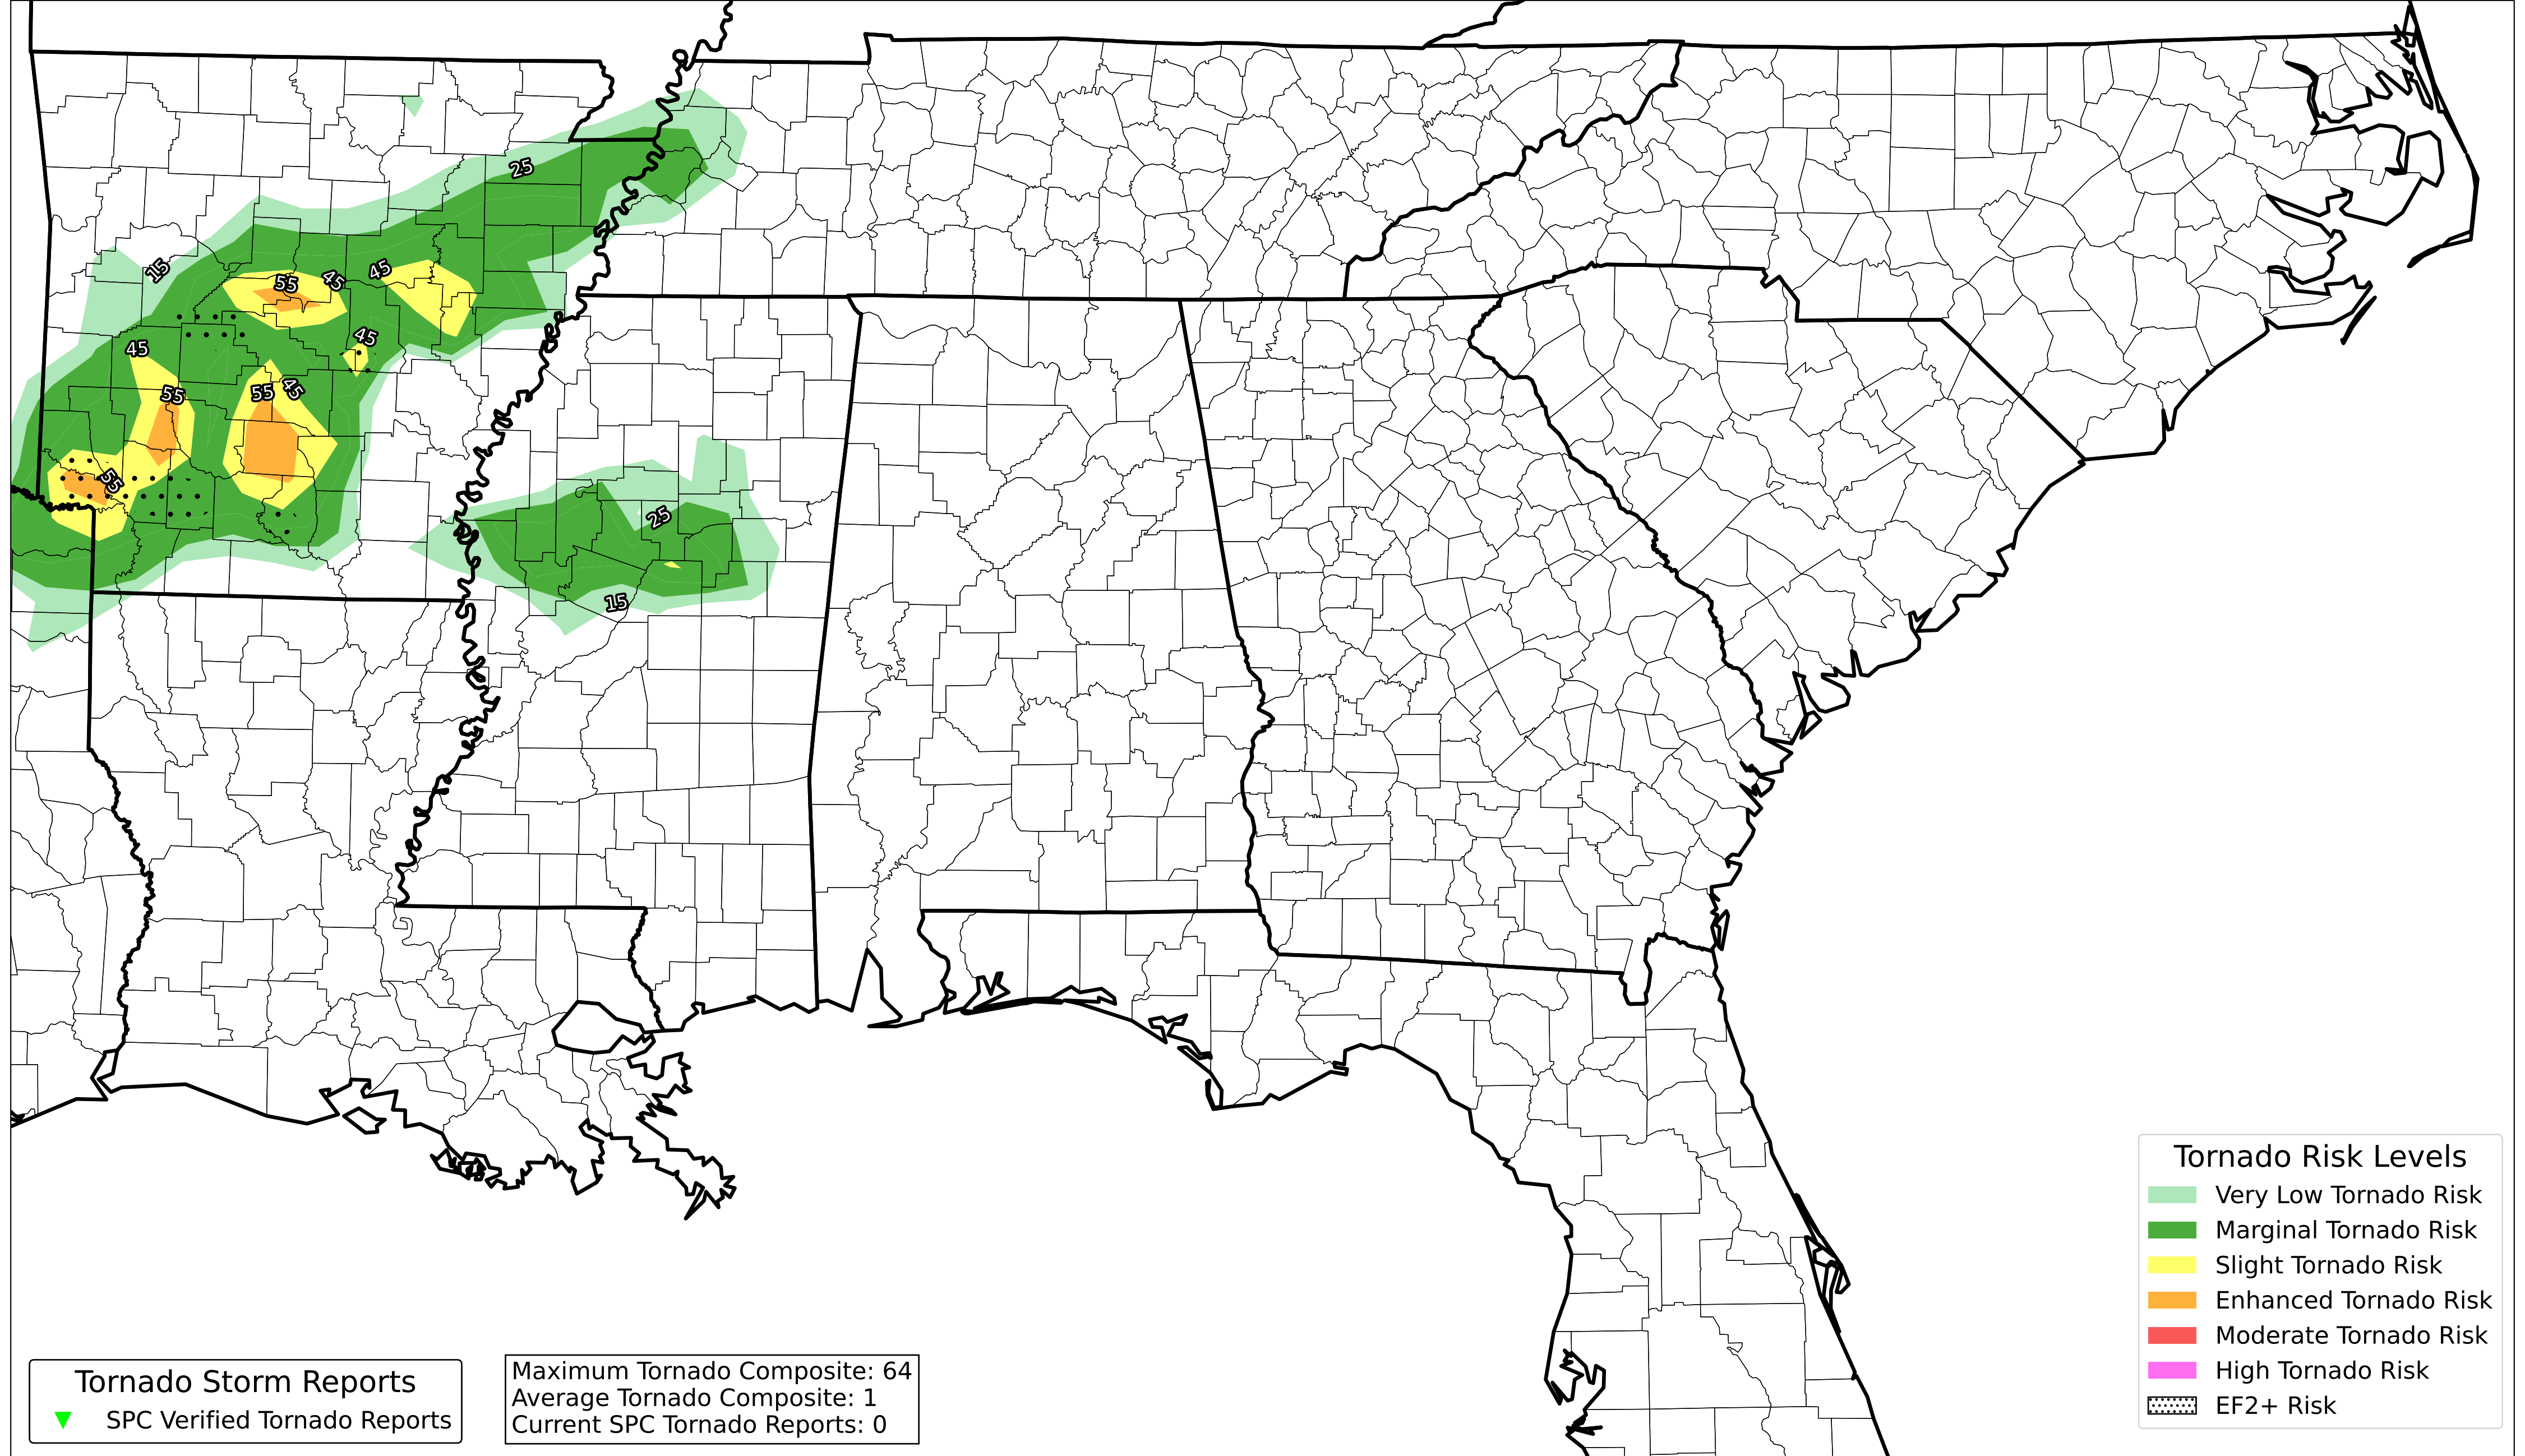 25
15
55
45
45
45
45
55
55
45
55
25
15
Tornado Risk Levels
Very Low Tornado Risk
Marginal Tornado Risk
Slight Tornado Risk
Enhanced Tornado Risk
Moderate Tornado Risk
High Tornado Risk
EF2+ Risk
Tornado Storm Reports
SPC Verified Tornado Reports
Maximum Tornado Composite: 64
Average Tornado Composite: 1
Current SPC Tornado Reports: 0